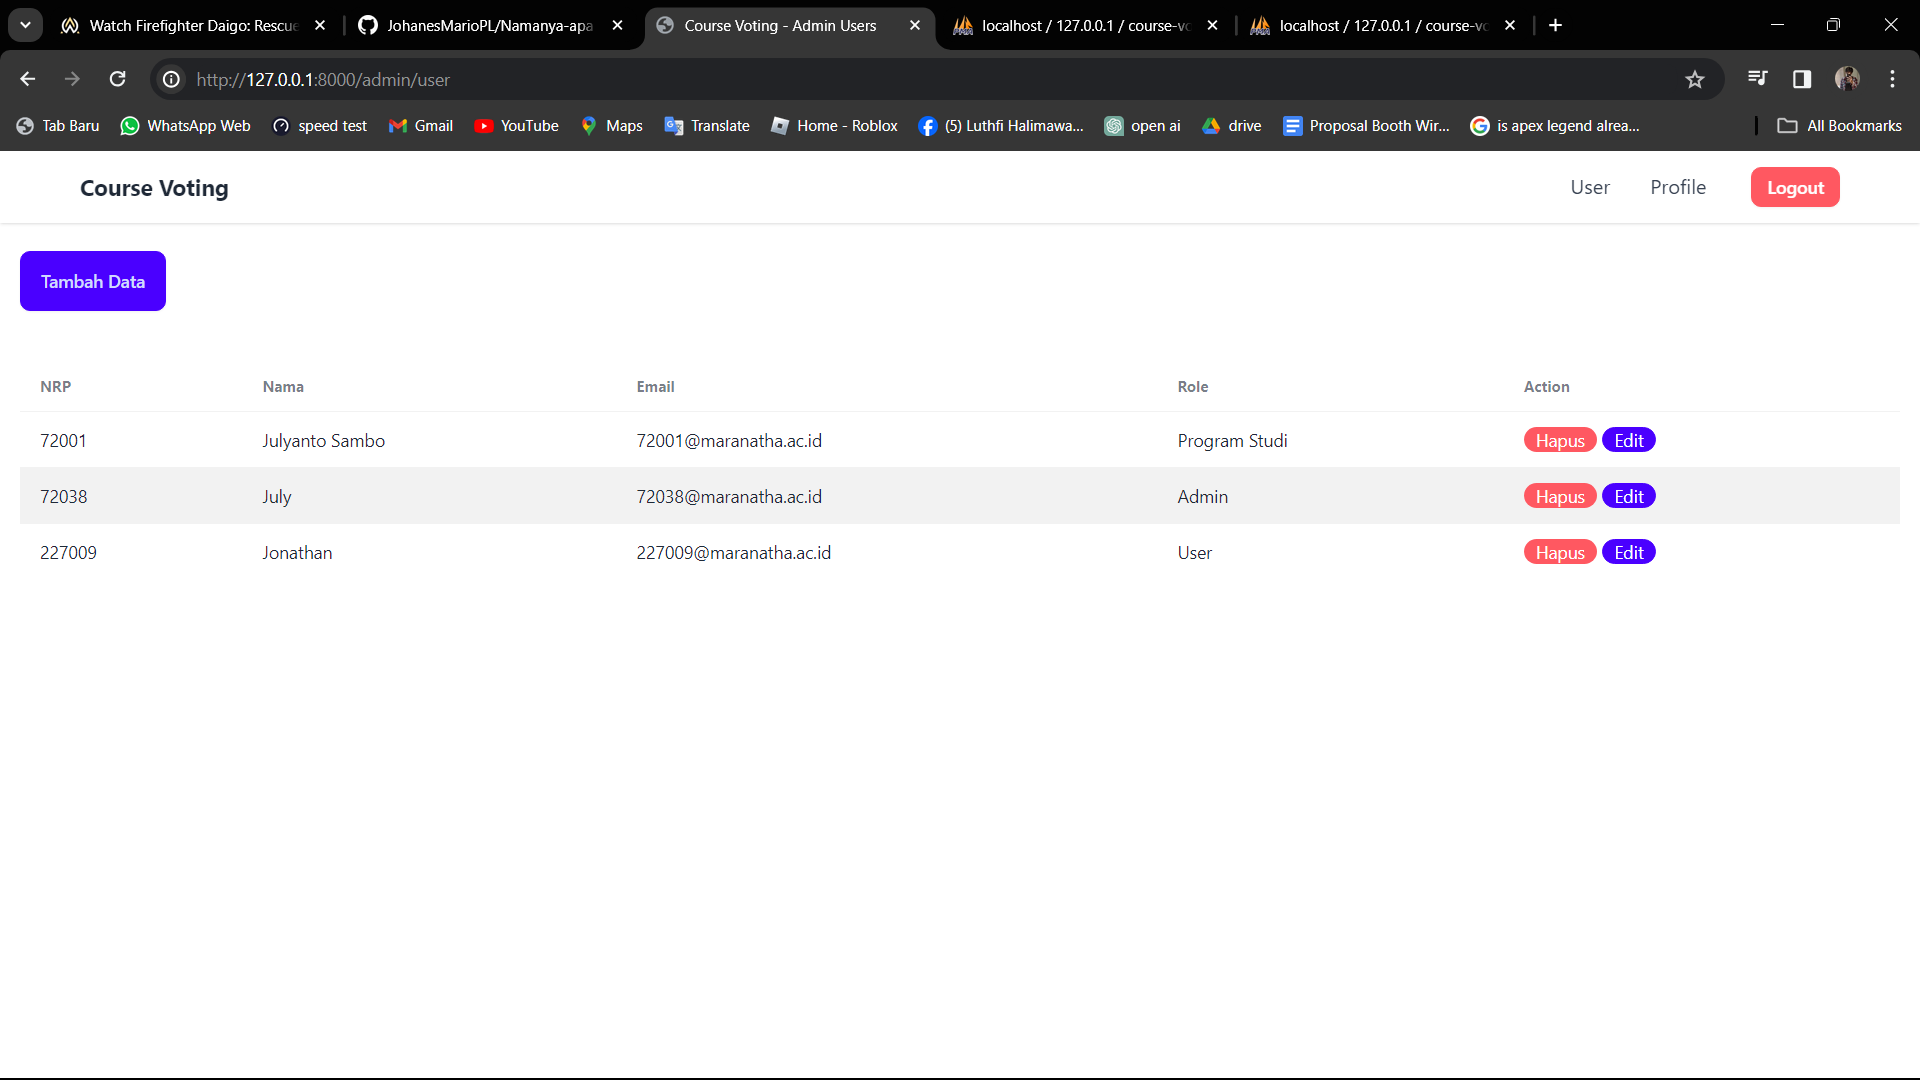 Watch Firefighter Daigo: Rescue
JohanesMarioPL/Namanya-apa
Course Voting - Admin Users
localhost / 127.0.0.1 / course-vo
localhost / 127.0.0.1 / course-vo
http://127.0.0.1:8000/admin/user
Tab Baru
WhatsApp Web
speed test
Gmail
YouTube
Maps
Translate
Home - Roblox
(5) Luthfi Halimawa...
open ai
drive
Proposal Booth Wir...
is apex legend alrea...
All Bookmarks
Course Voting
User
Profile
Logout
Tambah Data
NRP Nama Email Role Action
72001 Julyanto Sambo 72001@maranatha.ac.id Program Studi Hapus Edit
72038 July 72038@maranatha.ac.id Admin Hapus Edit
227009 Jonathan 227009@maranatha.ac.id User Hapus Edit